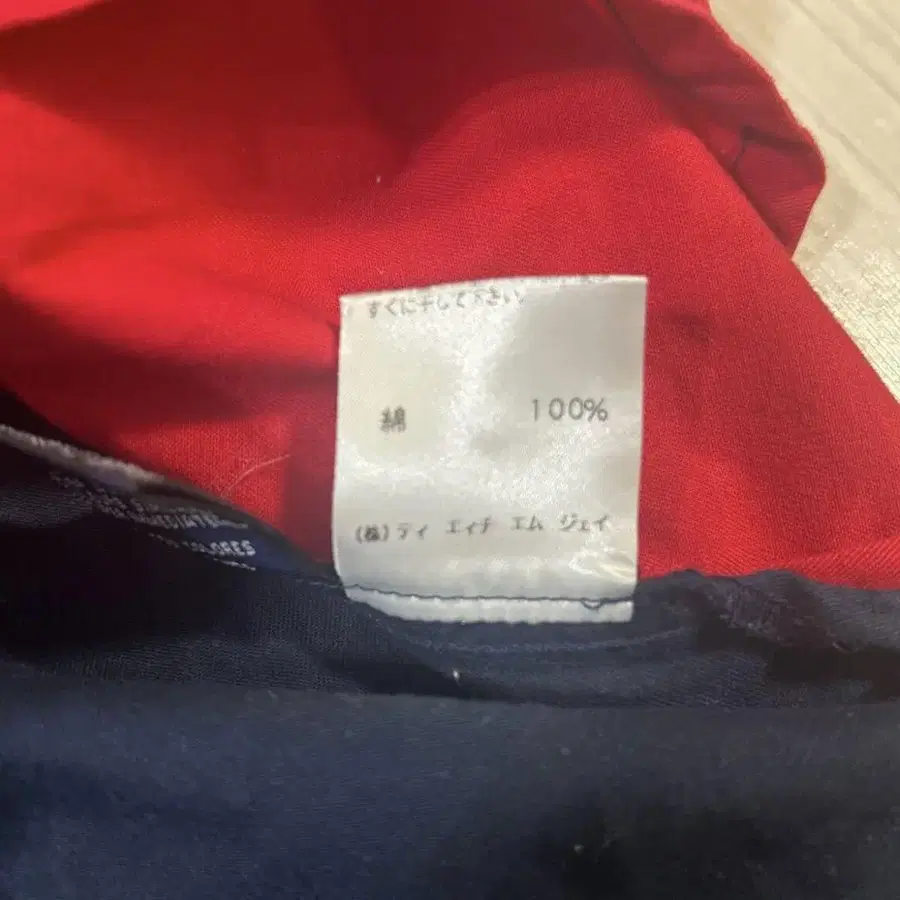 すぐに干して下さい。
綿 100%
(株)ティ エイチ エム ジェイ
COLORES